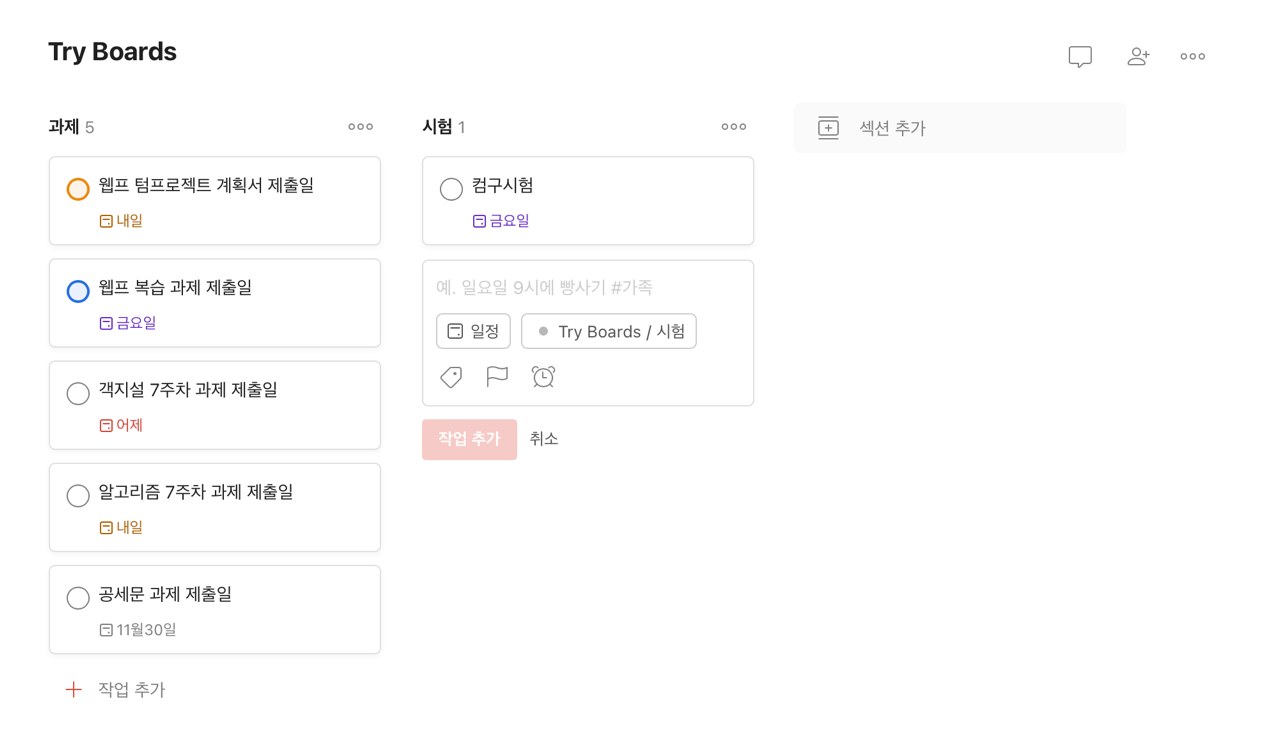 Try Boards
과제 5
웹프 텀프로젝트 계획서 제출일
내일
웹프 복습 과제 제출일
금요일
객지설 7주차 과제 제출일
어제
알고리즘 7주차 과제 제출일
내일
공세문 과제 제출일
11월30일
작업 추가
시험 1
컴구시험
금요일
예. 일요일 9시에 빵사기 #가족
일정
Try Boards / 시험
작업 추가 취소
섹션 추가